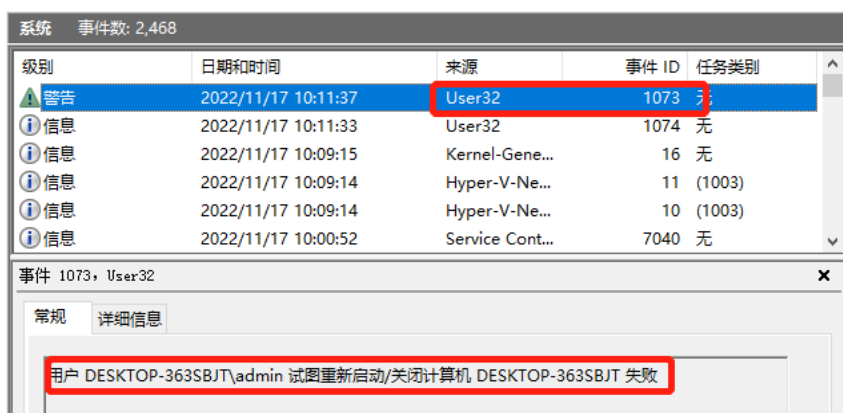 系统 事件数: 2,468
级别 日期和时间 来源 事件 ID 任务类别
警告 2022/11/17 10:11:37 User32 1073 无
信息 2022/11/17 10:11:33 User32 1074 无
信息 2022/11/17 10:09:15 Kernel-Gene... 16 无
信息 2022/11/17 10:09:14 Hyper-V-Ne... 11 (1003)
信息 2022/11/17 10:09:14 Hyper-V-Ne... 10 (1003)
信息 2022/11/17 10:00:52 Service Cont... 7040 无
事件 1073，User32
常规 详细信息
用户 DESKTOP-363SBJT\admin 试图重新启动/关闭计算机 DESKTOP-363SBJT 失败